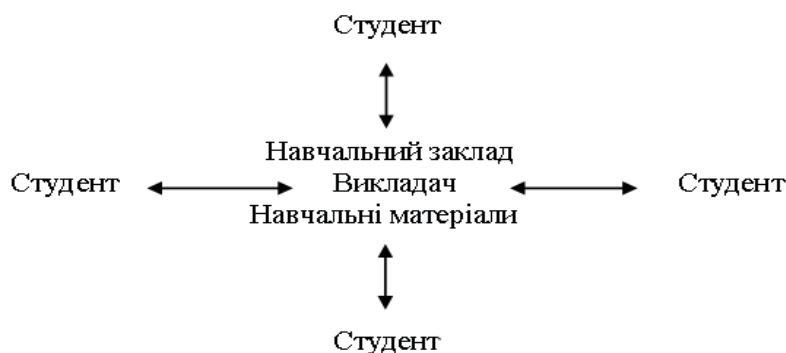 Студент
Навчальний заклад
Студент
Викладач
Студент
Навчальні матеріали
Студент